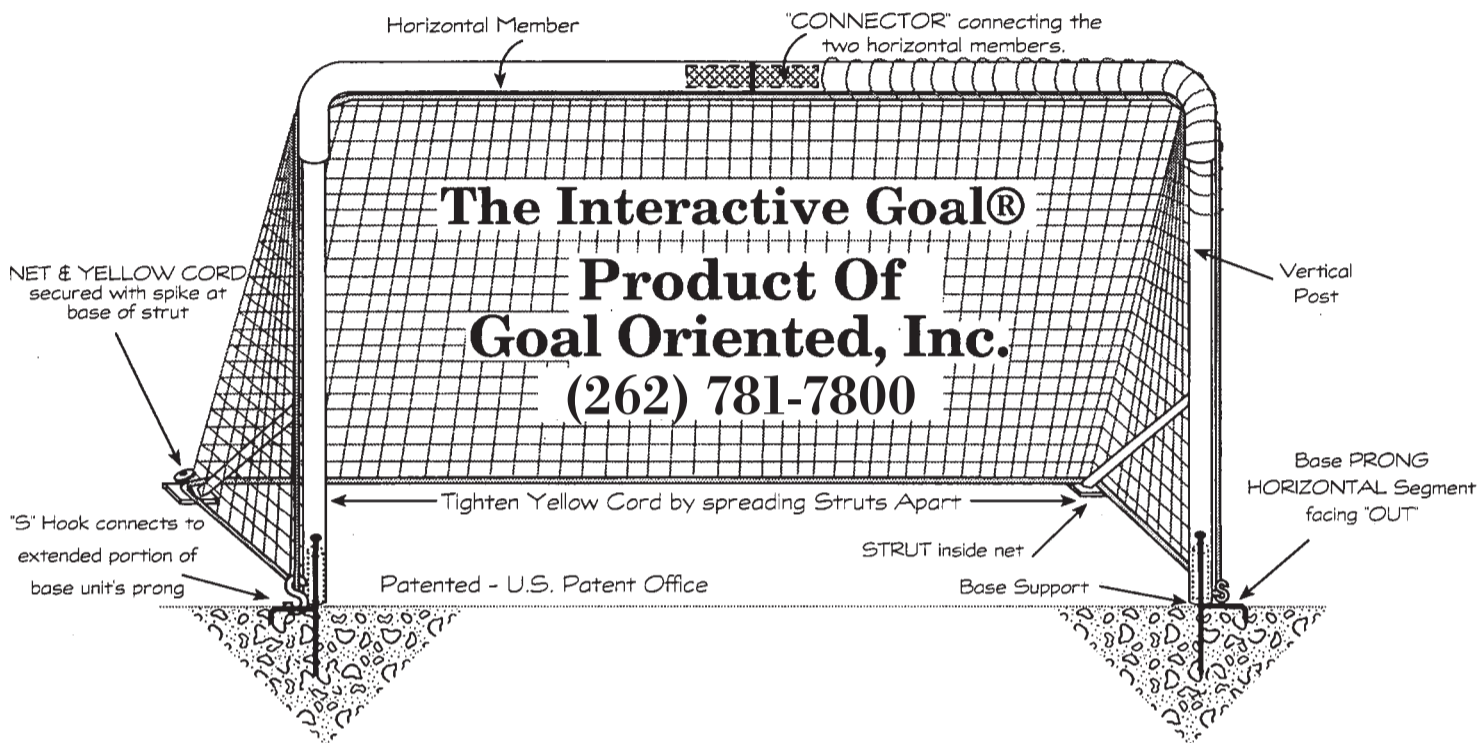 Horizontal Member
"CONNECTOR" connecting the
two horizontal members.
The Interactive Goal®
Product Of
Goal Oriented, Inc.
(262) 781-7800
NET & YELLOW CORD
secured with spike at
base of strut
Vertical
Post
Base PRONG
HORIZONTAL Segment
facing "OUT"
Tighten Yellow Cord by spreading Struts Apart
"S" Hook connects to
extended portion of
base unit's prong
STRUT inside net
Patented - U.S. Patent Office
Base Support